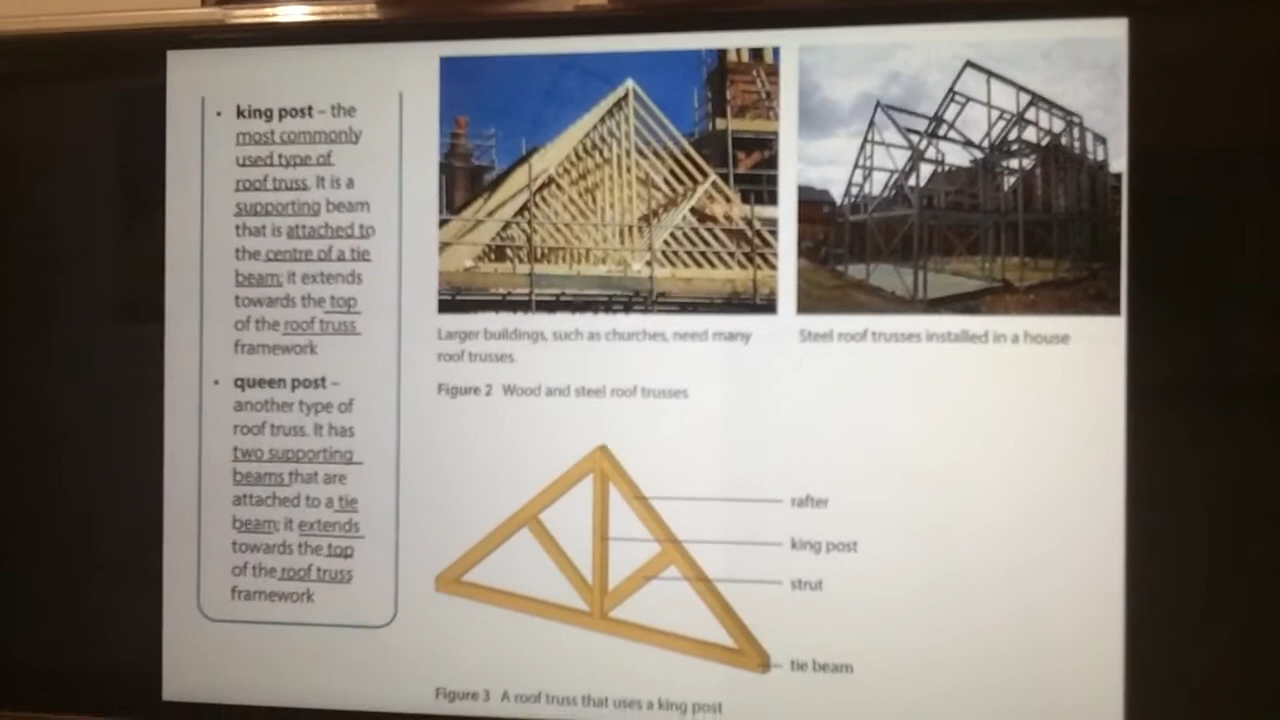 • king post – the
most commonly
used type of
roof truss. It is a
supporting beam
that is attached to
the centre of a tie
beam; it extends
towards the top
of the roof truss
framework
• queen post –
another type of
roof truss. It has
two supporting
beams that are
attached to a tie
beam; it extends
towards the top
of the roof truss
framework
Larger buildings, such as churches, need many
roof trusses.
Steel roof trusses installed in a house
Figure 2 Wood and steel roof trusses
rafter
king post
strut
tie beam
Figure 3 A roof truss that uses a king post